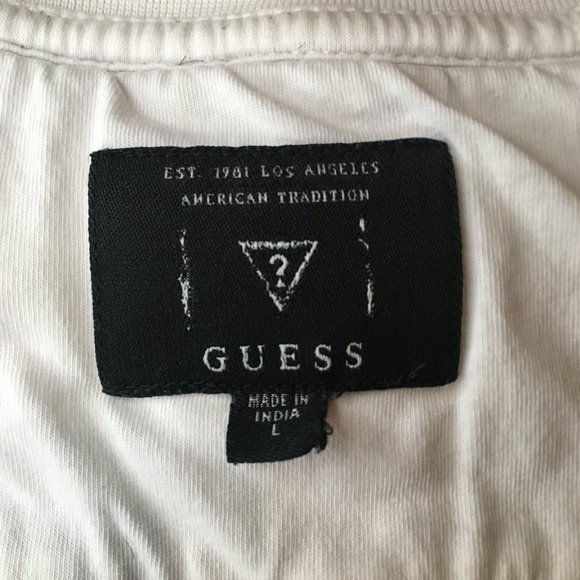 EST. 1981 LOS ANGELES
AMERICAN TRADITION
?
GUESS
MADE IN
INDIA
L